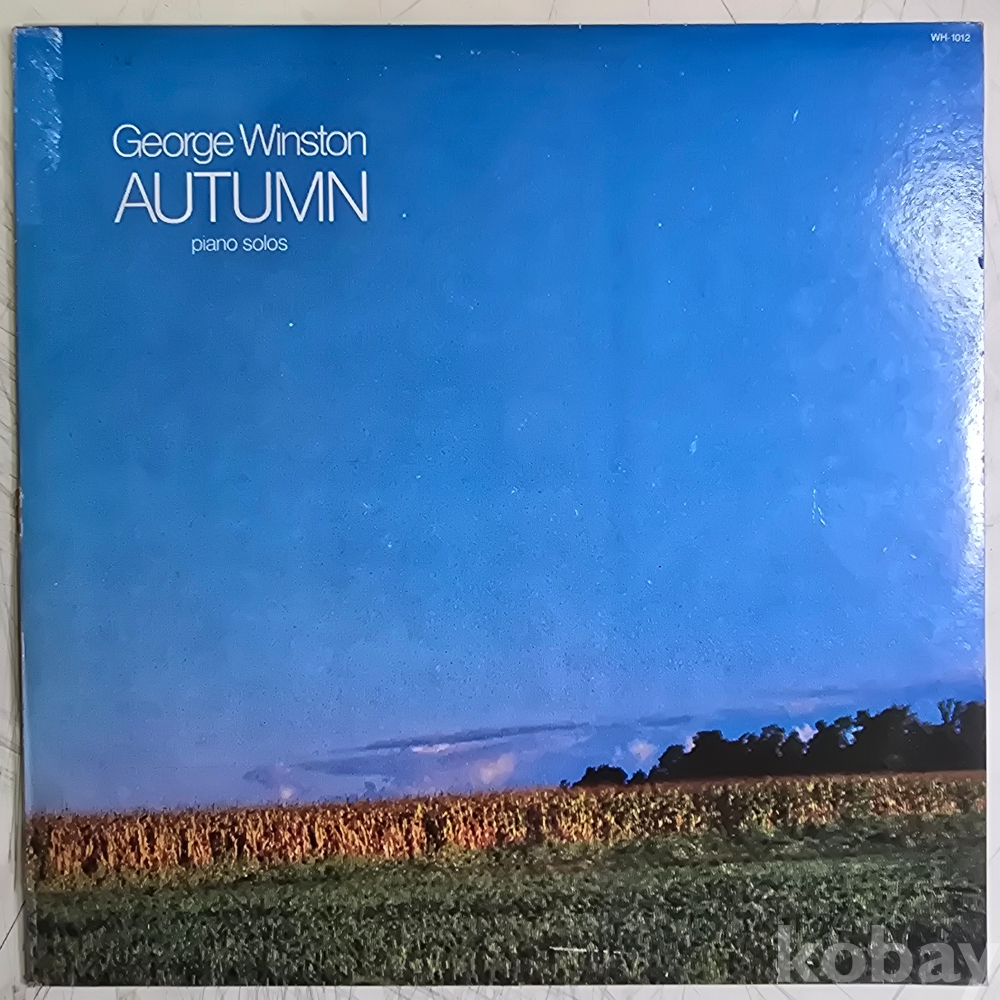 WH-1012
George Winston
AUTUMN
piano solos
kobay